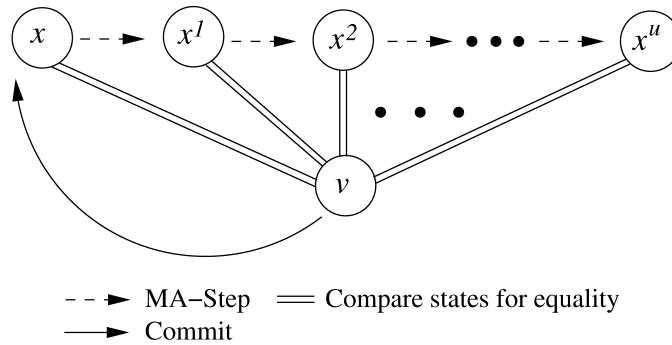 x x¹ x² xᵘ
v
MA–Step Compare states for equality
Commit